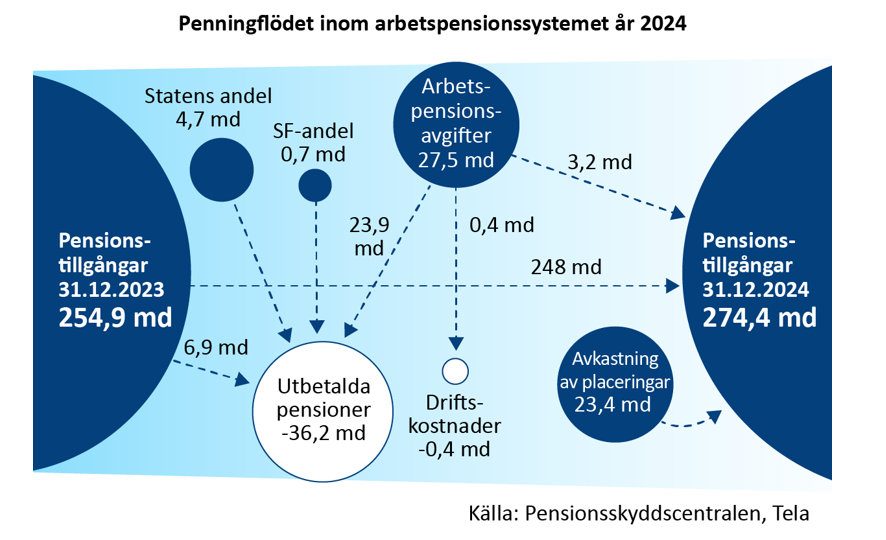 Penningflödet inom arbetspensionssystemet år 2024
Statens andel
4,7 md
SF-andel
0,7 md
Arbets-
pensions-
avgifter
27,5 md
3,2 md
23,9
md
0,4 md
Pensions-
tillgångar
31.12.2023
254,9 md
248 md
Pensions-
tillgångar
31.12.2024
274,4 md
6,9 md
Utbetalda
pensioner
-36,2 md
Drifts-
kostnader
-0,4 md
Avkastning
av placeringar
23,4 md
Källa: Pensionsskyddscentralen, Tela